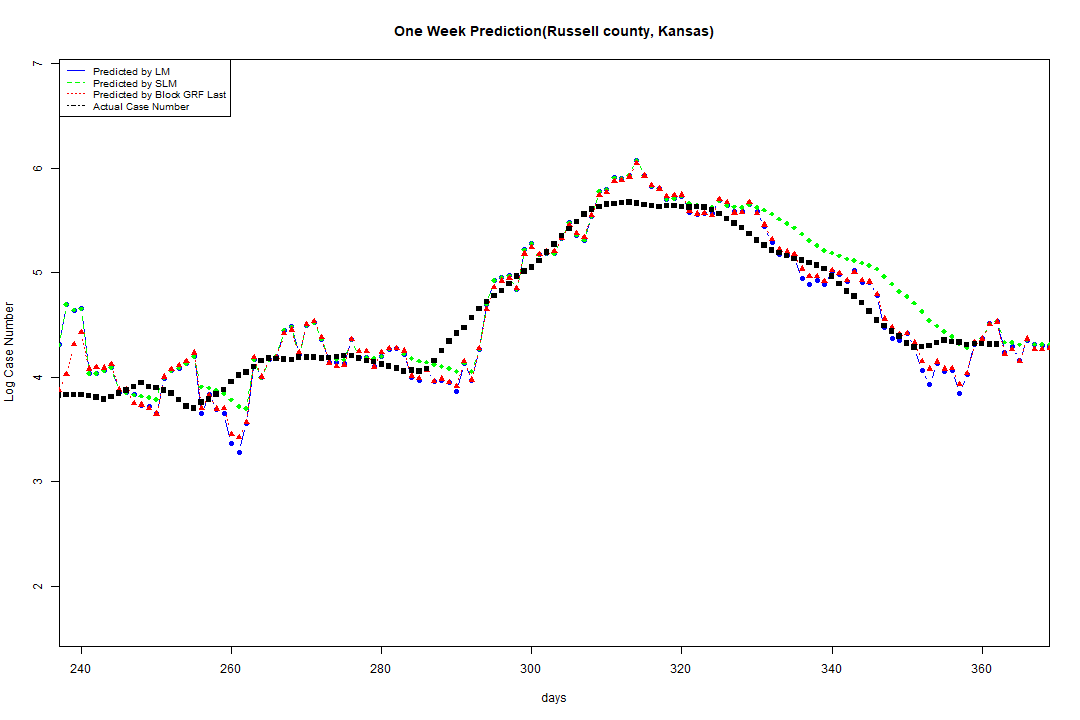 One Week Prediction(Russell county, Kansas)
Predicted by LM
Predicted by SLM
Predicted by Block GRF Last
Actual Case Number
Log Case Number
7
6
5
4
3
2
240 260 280 300 320 340 360
days